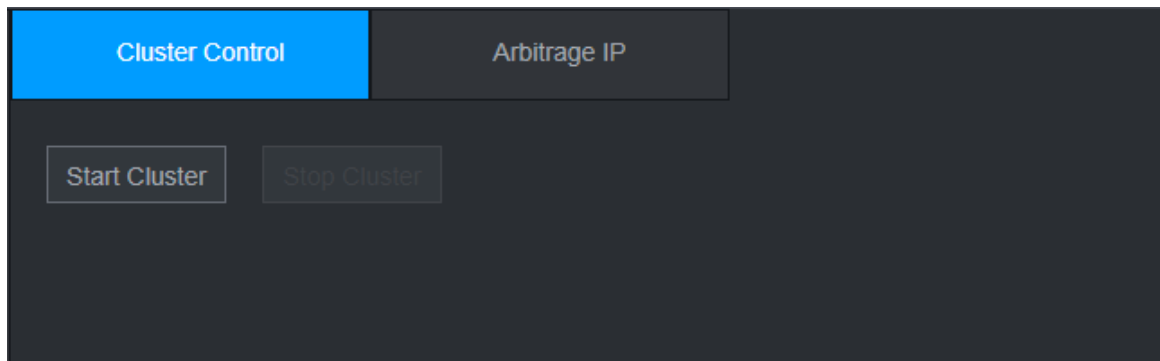 Cluster Control
Arbitrage IP
Start Cluster
Stop Cluster